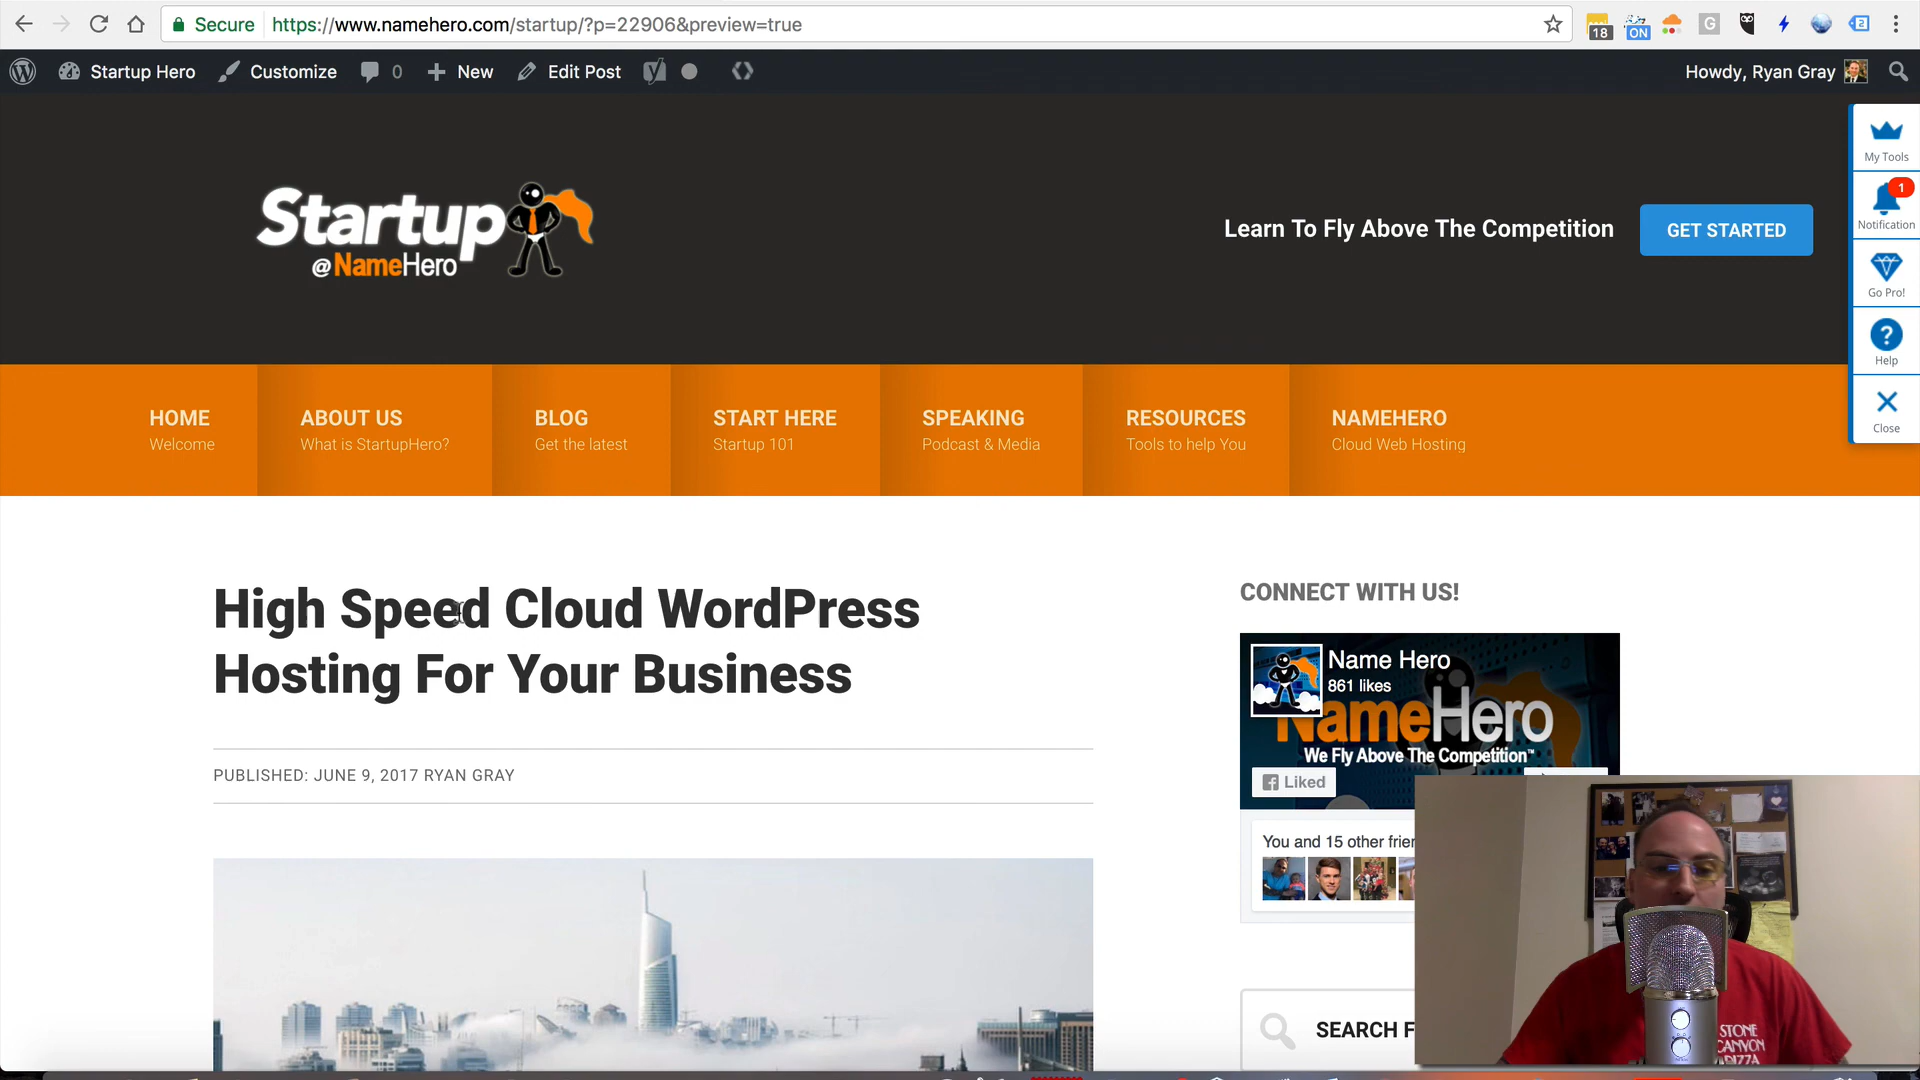 Secure https://www.namehero.com/startup/?p=22906&preview=true
18 ON G 2
Startup Hero Customize 0 New Edit Post Howdy, Ryan Gray
My Tools
1
Notification
Go Pro!
?
Help
Close
Startup
@NameHero
Learn To Fly Above The Competition GET STARTED
HOME ABOUT US BLOG START HERE SPEAKING RESOURCES NAMEHERO
Welcome What is StartupHero? Get the latest Startup 101 Podcast & Media Tools to help You Cloud Web Hosting
High Speed Cloud WordPress
Hosting For Your Business
PUBLISHED: JUNE 9, 2017 RYAN GRAY
CONNECT WITH US!
Name Hero
861 likes
NameHero
We Fly Above The Competition™
Liked
You and 15 other frier
SEARCH F
STONE
CANYON
PIZZA